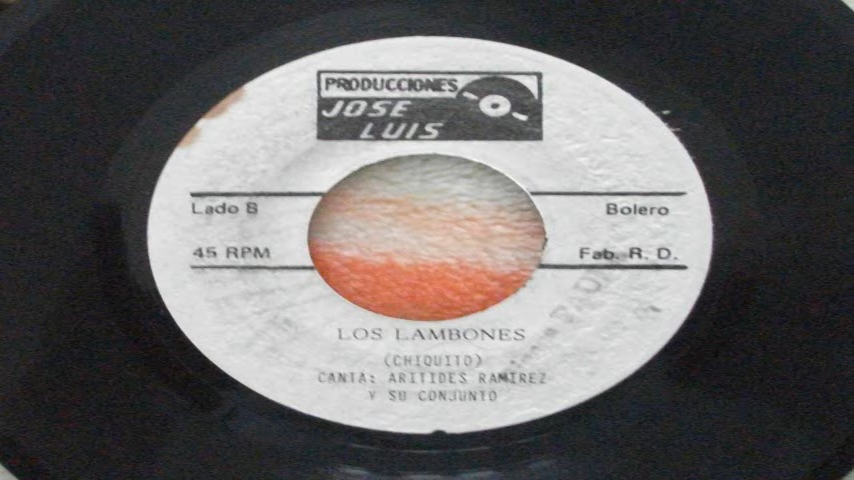 PRODUCCIONES
JOSE
LUIS
Lado B
Bolero
45 RPM
Fab. R. D.
LOS LAMBONES
(CHIQUITO)
CANTA: ARITIDES RAMIREZ
Y SU CONJUNTO